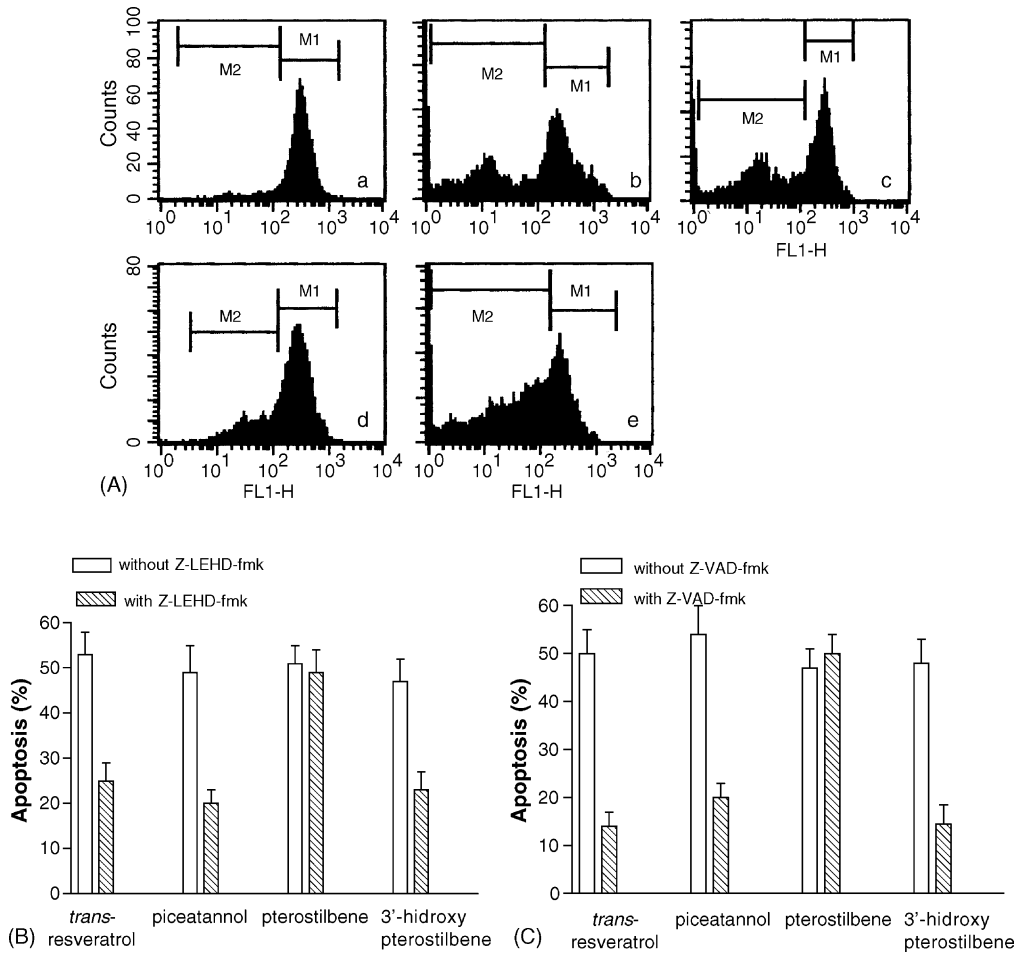 100
80
60
40
20
0
Counts
M1
M2
a
10^0 10^1 10^2 10^3 10^4
M2
M1
b
10^0 10^1 10^2 10^3 10^4
M1
M2
c
10^0 10^1 10^2 10^3 10^4
FL1-H
80
0
Counts
M1
M2
d
10^0 10^1 10^2 10^3 10^4
FL1-H
M1
M2
e
10^0 10^1 10^2 10^3 10^4
FL1-H
(A)
without Z-LEHD-fmk
with Z-LEHD-fmk
60
50
40
30
20
10
0
Apoptosis (%)
trans-
resveratrol
piceatannol
pterostilbene
3'-hidroxy
pterostilbene
(B)
without Z-VAD-fmk
with Z-VAD-fmk
60
50
40
30
20
10
0
Apoptosis (%)
trans-
resveratrol
piceatannol
pterostilbene
3'-hidroxy
pterostilbene
(C)